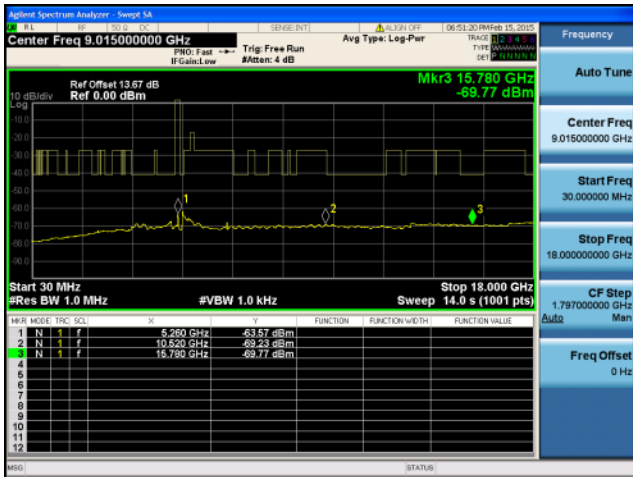 Agilent Spectrum Analyzer - Swept SA
RL RF 50 Ω DC SENSE:INT ALIGN OFF 06:51:20 PM Feb 15, 2015
Center Freq 9.015000000 GHz
PNO: Fast
IFGain:Low
Trig: Free Run
#Atten: 4 dB
Avg Type: Log-Pwr
TRACE 1 2 3 4 5 6
TYPE
DET P N N N N N
Ref Offset 13.67 dB
10 dB/div Ref 0.00 dBm
Mkr3 15.780 GHz
-69.77 dBm
Log
-10.0
-20.0
-30.0
-40.0
-50.0
-60.0
-70.0
-80.0
-90.0
1
2
3
Start 30 MHz Stop 18.000 GHz
#Res BW 1.0 MHz #VBW 1.0 kHz Sweep 14.0 s (1001 pts)
MKR MODE TRC SCL X Y FUNCTION FUNCTION WIDTH FUNCTION VALUE
1 N 1 f 5.260 GHz -63.57 dBm
2 N 1 f 10.520 GHz -69.23 dBm
3 N 1 f 15.780 GHz -69.77 dBm
4
5
6
7
8
9
10
11
12
MSG STATUS
Frequency
Auto Tune
Center Freq
9.015000000 GHz
Start Freq
30.000000 MHz
Stop Freq
18.000000000 GHz
CF Step
1.797000000 GHz
Auto Man
Freq Offset
0 Hz